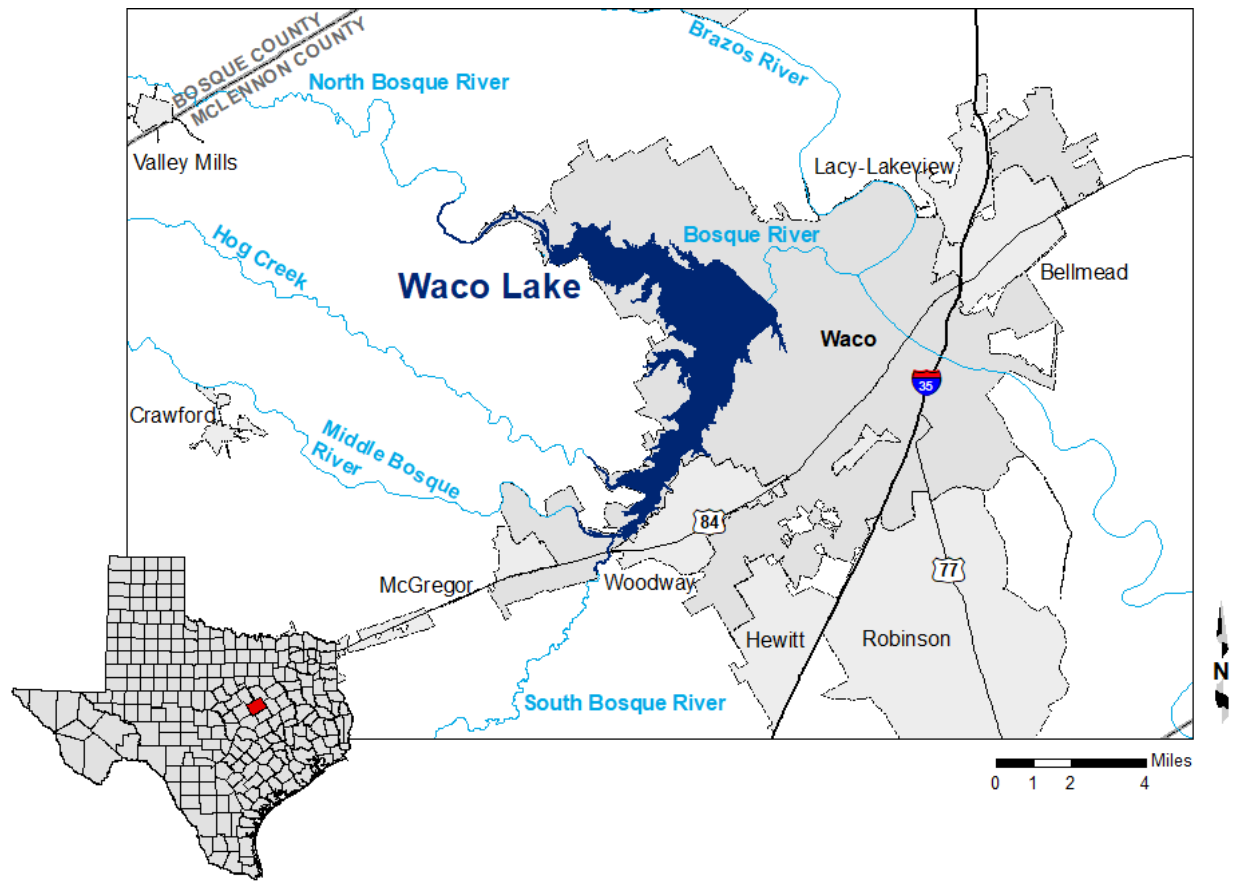 BOSQUE COUNTY
MCLENNON COUNTY
North Bosque River
Brazos River
Valley Mills
Lacy-Lakeview
Hog Creek
Bosque River
Bellmead
Waco Lake
Waco
35
Crawford
Middle Bosque
River
84
77
McGregor
Woodway
Hewitt
Robinson
South Bosque River
N
Miles
0 1 2 4